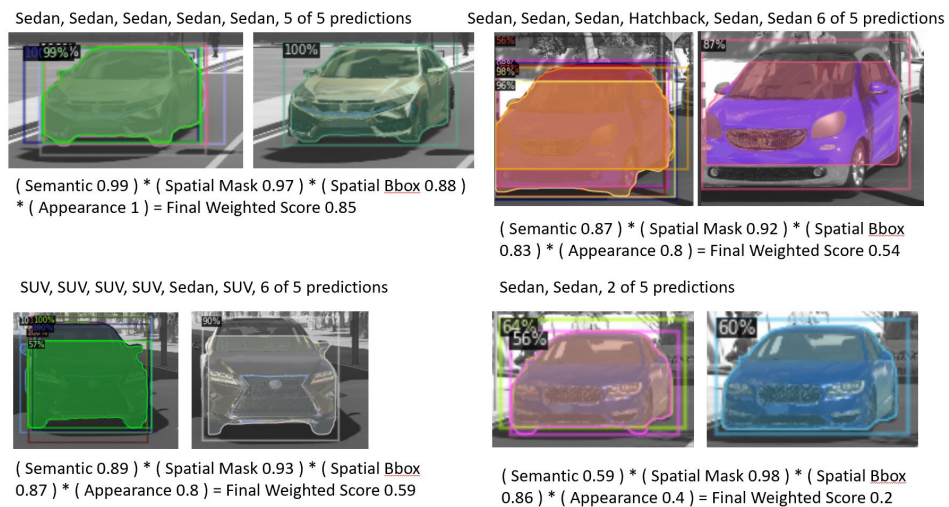 Sedan, Sedan, Sedan, Sedan, Sedan, 5 of 5 predictions
99%
100%
( Semantic 0.99 ) * ( Spatial Mask 0.97 ) * ( Spatial Bbox 0.88 )
* ( Appearance 1 ) = Final Weighted Score 0.85
Sedan, Sedan, Sedan, Hatchback, Sedan, Sedan 6 of 5 predictions
98%
96%
87%
( Semantic 0.87 ) * ( Spatial Mask 0.92 ) * ( Spatial Bbox
0.83 ) * ( Appearance 0.8 ) = Final Weighted Score 0.54
SUV, SUV, SUV, SUV, Sedan, SUV, 6 of 5 predictions
100%
57%
90%
( Semantic 0.89 ) * ( Spatial Mask 0.93 ) * ( Spatial Bbox
0.87 ) * ( Appearance 0.8 ) = Final Weighted Score 0.59
Sedan, Sedan, 2 of 5 predictions
64%
56%
60%
( Semantic 0.59 ) * ( Spatial Mask 0.98 ) * ( Spatial Bbox
0.86 ) * ( Appearance 0.4 ) = Final Weighted Score 0.2